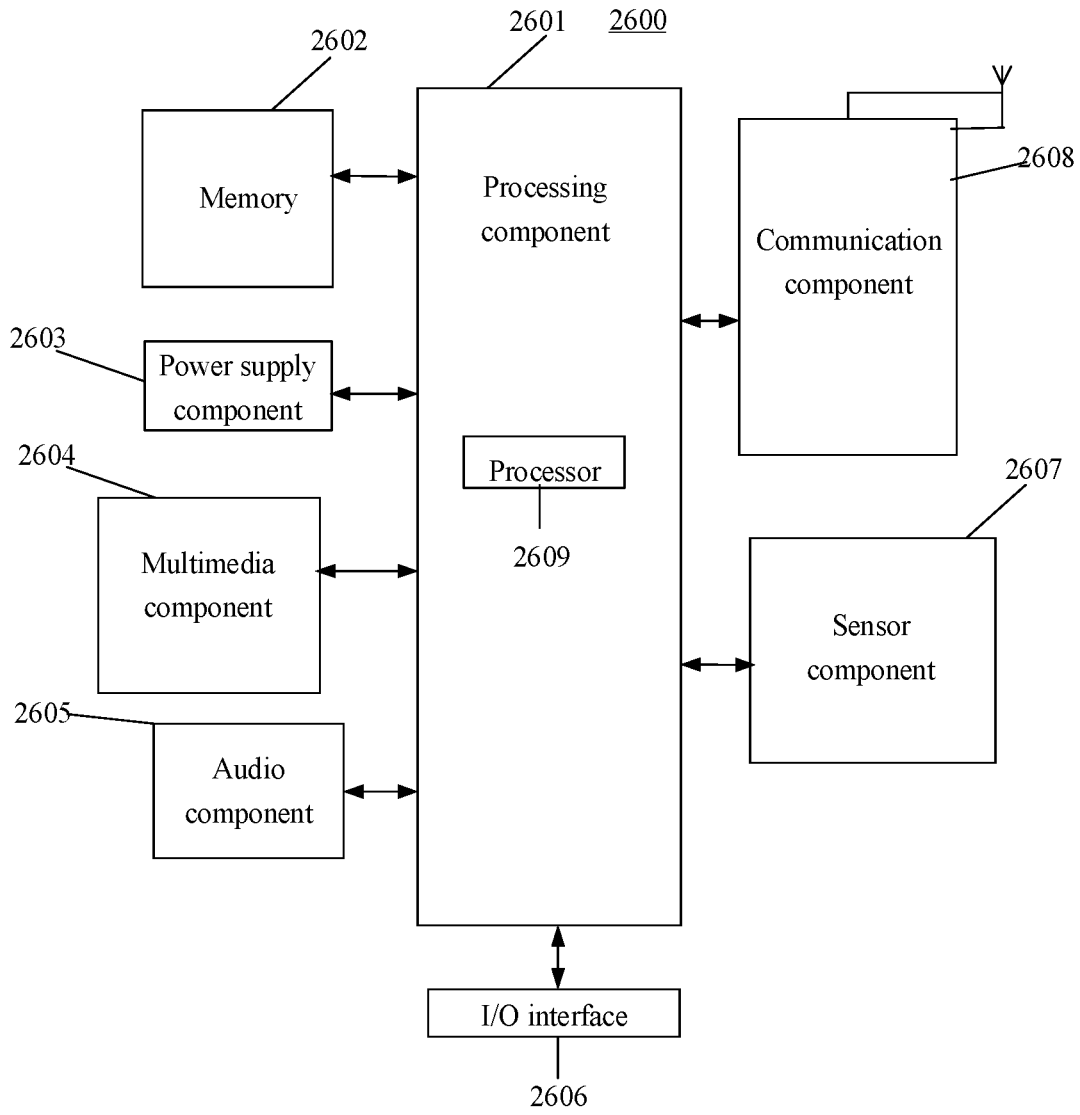 2602
2601
2600
Memory
Processing
component
2608
Communication
component
2603
Power supply
component
2604
Processor
2607
2609
Multimedia
component
Sensor
component
2605
Audio
component
I/O interface
2606